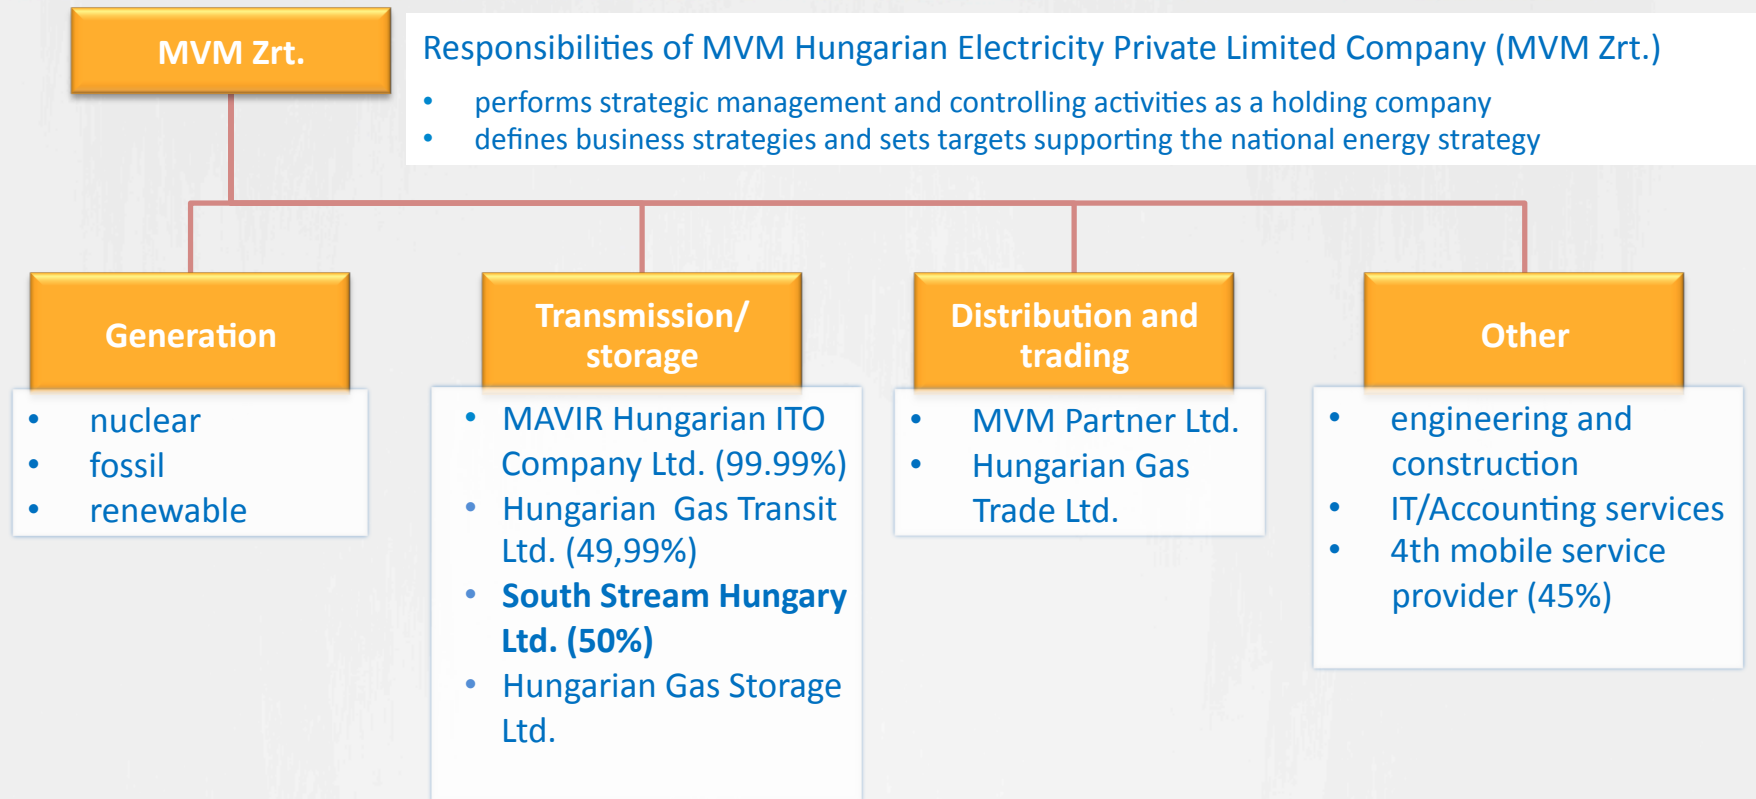 MVM Zrt.
Responsibilities of MVM Hungarian Electricity Private Limited Company (MVM Zrt.)
• performs strategic management and controlling activities as a holding company
• defines business strategies and sets targets supporting the national energy strategy
Generation
• nuclear
• fossil
• renewable
Transmission/
storage
• MAVIR Hungarian ITO
Company Ltd. (99.99%)
• Hungarian Gas Transit
Ltd. (49,99%)
• South Stream Hungary
Ltd. (50%)
• Hungarian Gas Storage
Ltd.
Distribution and
trading
• MVM Partner Ltd.
• Hungarian Gas
Trade Ltd.
Other
• engineering and
construction
• IT/Accounting services
• 4th mobile service
provider (45%)